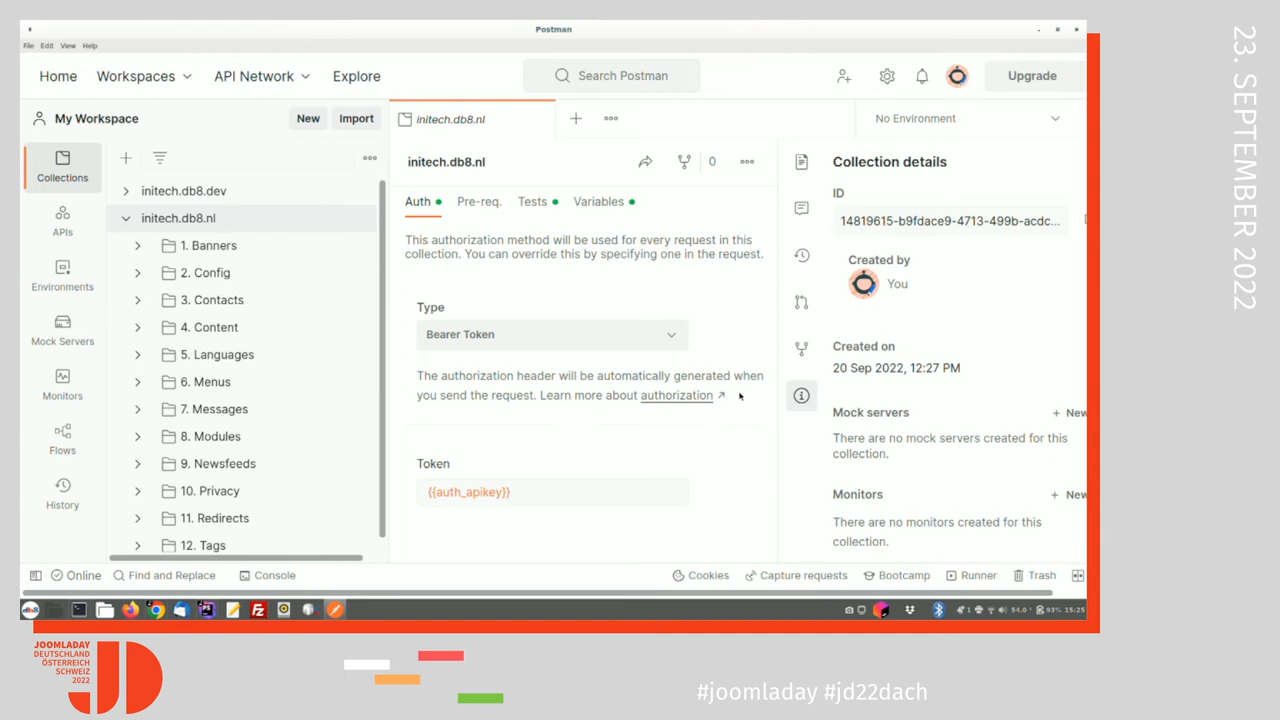 Postman
File Edit View Help
Home Workspaces API Network Explore
Search Postman
Upgrade
My Workspace
New Import
initech.db8.nl
No Environment
Collections
APIs
Environments
Mock Servers
Monitors
Flows
History
initech.db8.dev
initech.db8.nl
1. Banners
2. Config
3. Contacts
4. Content
5. Languages
6. Menus
7. Messages
8. Modules
9. Newsfeeds
10. Privacy
11. Redirects
12. Tags
initech.db8.nl
0
Auth Pre-req. Tests Variables
This authorization method will be used for every request in this
collection. You can override this by specifying one in the request.
Type
Bearer Token
The authorization header will be automatically generated when
you send the request. Learn more about authorization ↗
Token
{{auth_apikey}}
Collection details
ID
14819615-b9fdace9-4713-499b-acdc...
Created by
You
Created on
20 Sep 2022, 12:27 PM
Mock servers
+ New
There are no mock servers created for this
collection.
Monitors
+ New
There are no monitors created for this
collection.
Online Find and Replace Console
Cookies Capture requests Bootcamp Runner Trash
db8
93% 15:25
23. SEPTEMBER 2022
JOOMLADAY
DEUTSCHLAND
ÖSTERREICH
SCHWEIZ
2022
JD
#joomladay #jd22dach